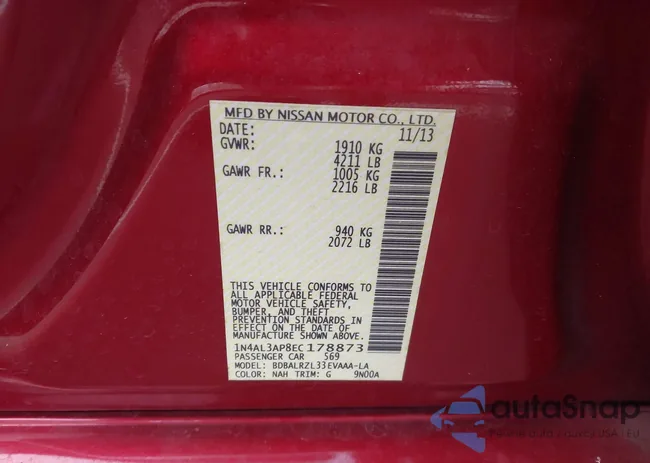 MFD BY NISSAN MOTOR CO., LTD.
DATE: 11/13
GVWR: 1910 KG
4211 LB
GAWR FR.: 1005 KG
2216 LB
GAWR RR.: 940 KG
2072 LB
THIS VEHICLE CONFORMS TO
ALL APPLICABLE FEDERAL
MOTOR VEHICLE SAFETY,
BUMPER, AND THEFT
PREVENTION STANDARDS
IN EFFECT ON THE DATE
OF MANUFACTURE SHOWN
ABOVE.
1N4AL3AP8EC178873
PASSENGER CAR 569
MODEL: BDBALRZL33EVAAA-LA
COLOR: NAH TRIM: G 9N00A
autoSnap